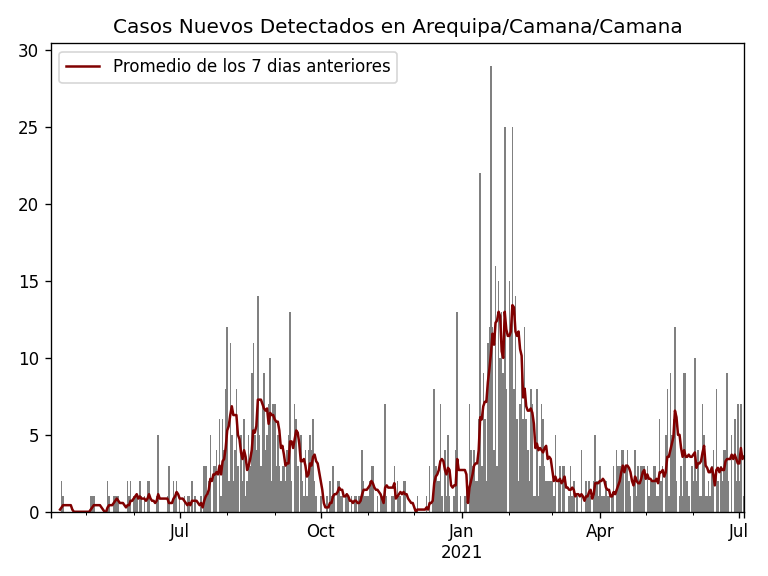 Casos Nuevos Detectados en Arequipa/Camana/Camana
30
25
20
15
10
5
0
Promedio de los 7 dias anteriores
Jul
Oct
Jan
2021
Apr
Jul